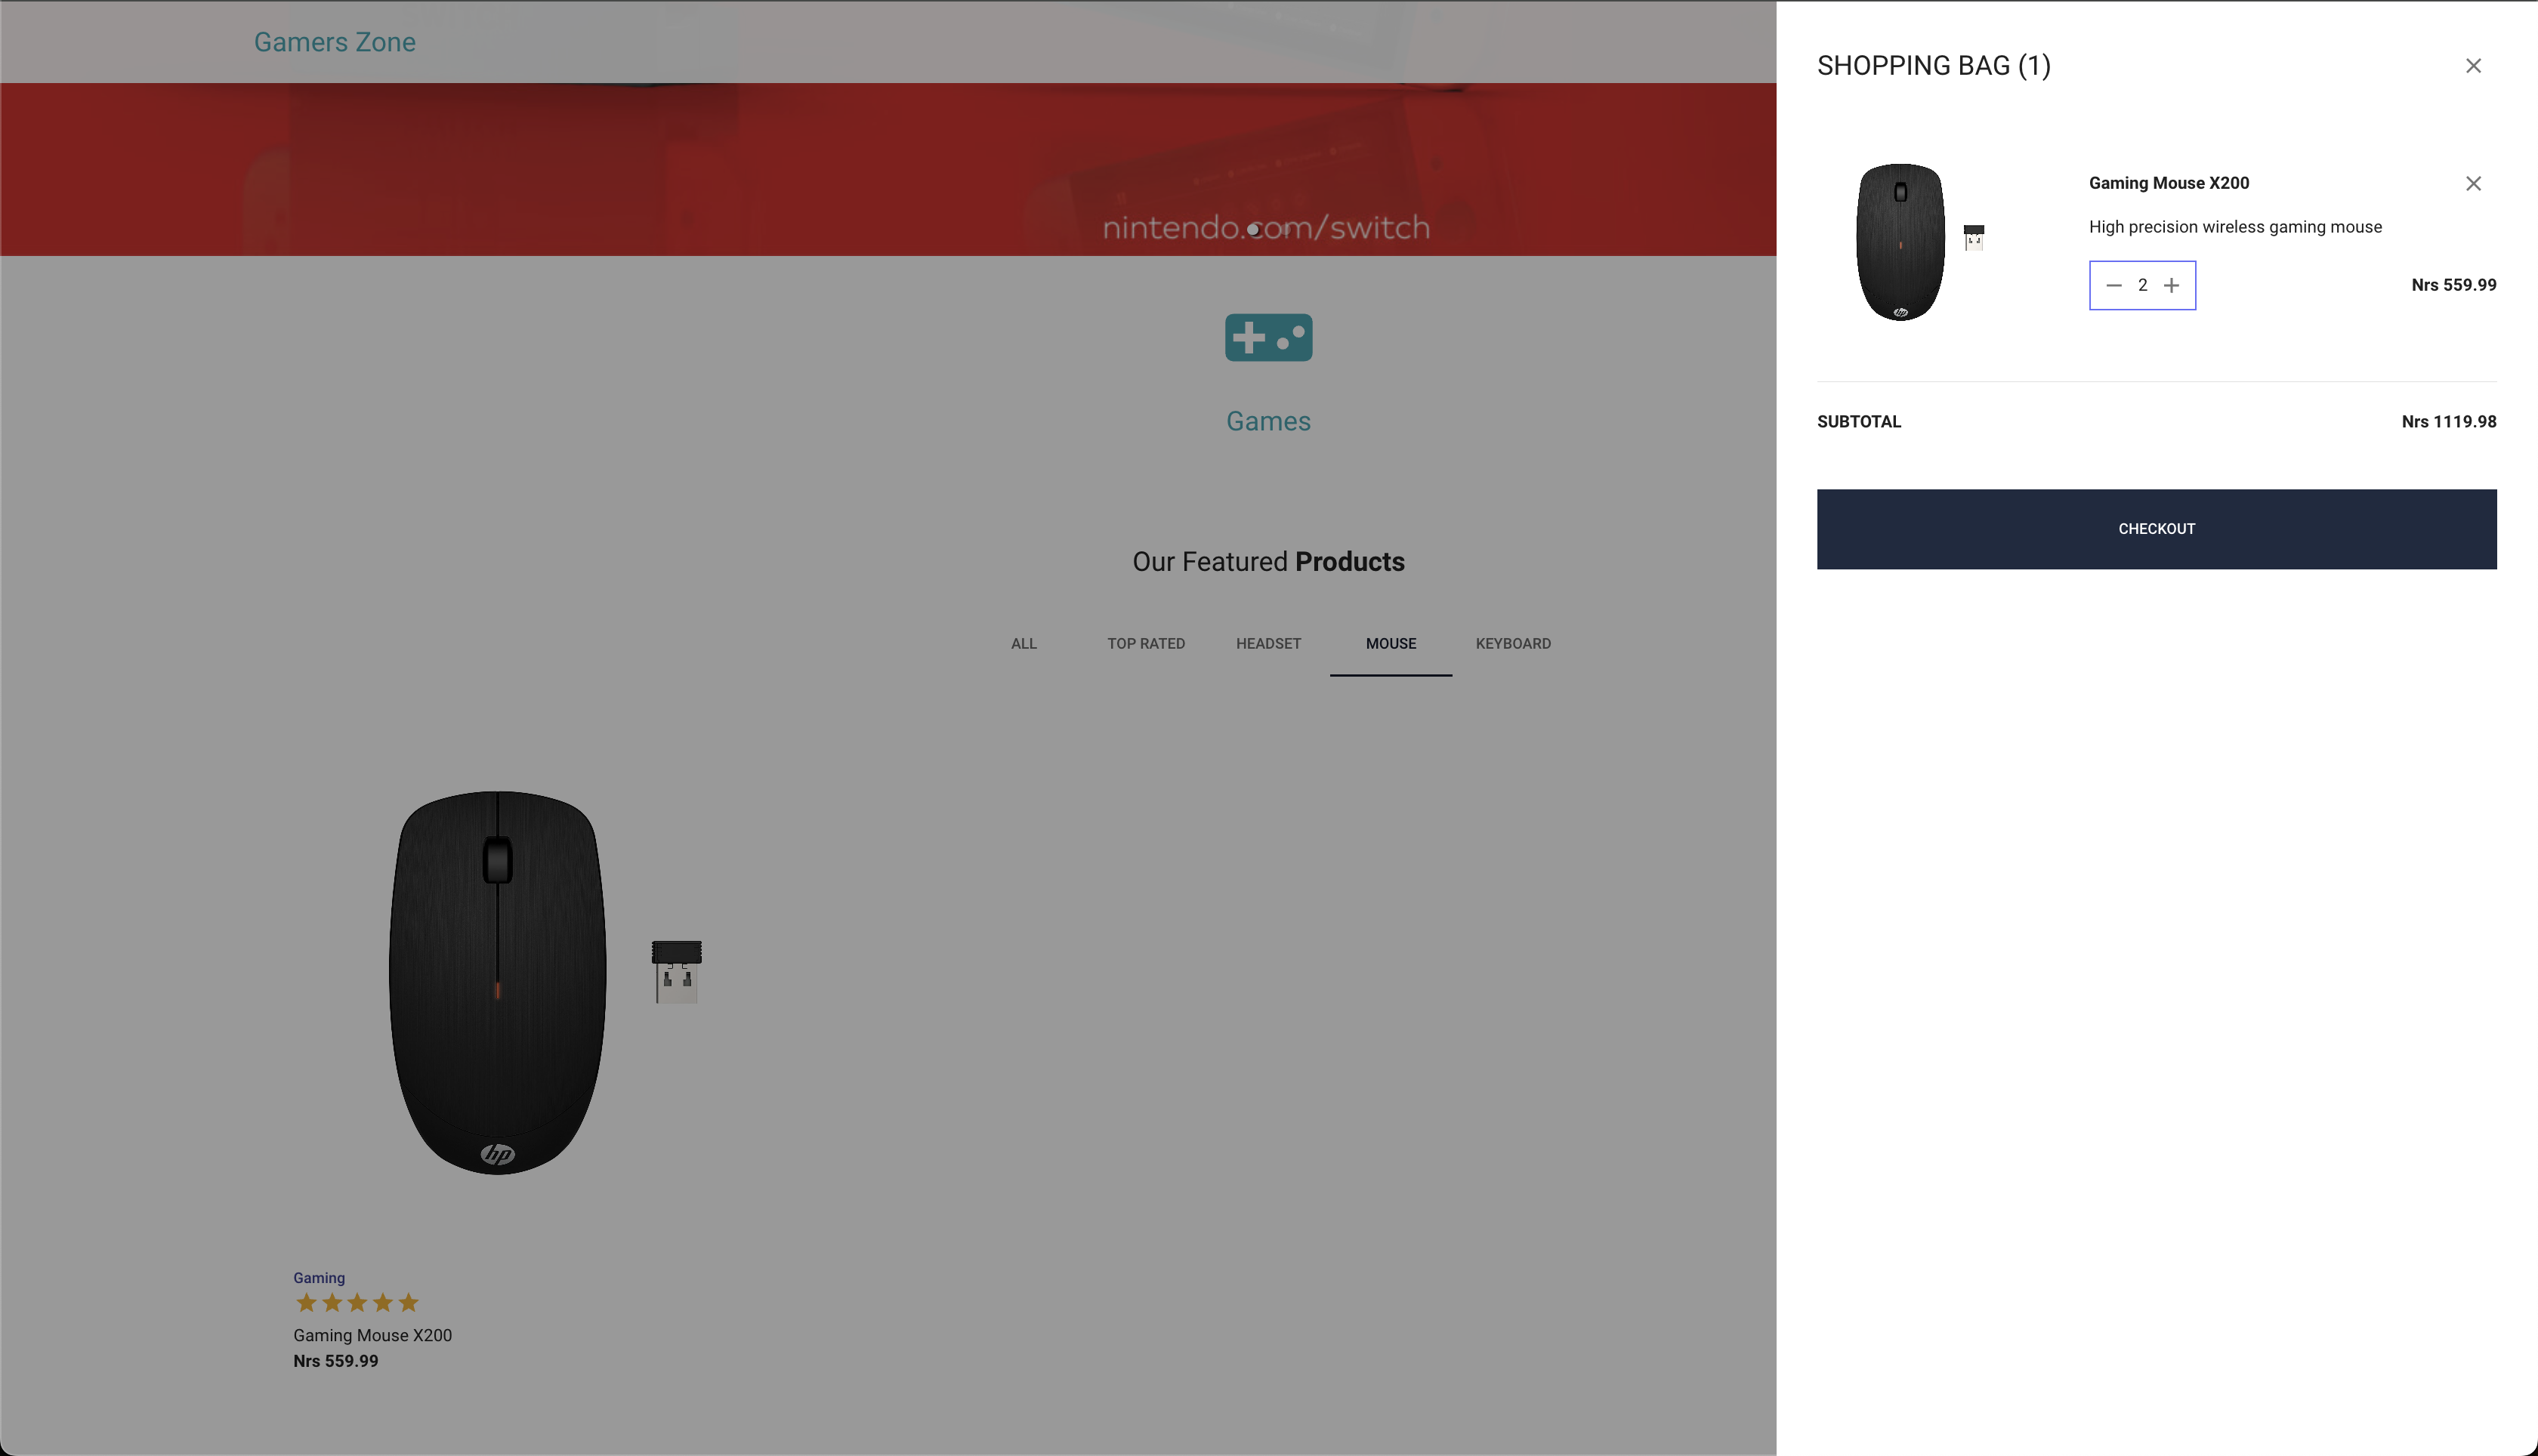 Gamers Zone
nintendo.com/switch
Games
Our Featured Products
ALL TOP RATED HEADSET MOUSE KEYBOARD
hp
Gaming
Gaming Mouse X200
Nrs 559.99
SHOPPING BAG (1)
Gaming Mouse X200
High precision wireless gaming mouse
2
Nrs 559.99
hp
SUBTOTAL Nrs 1119.98
CHECKOUT